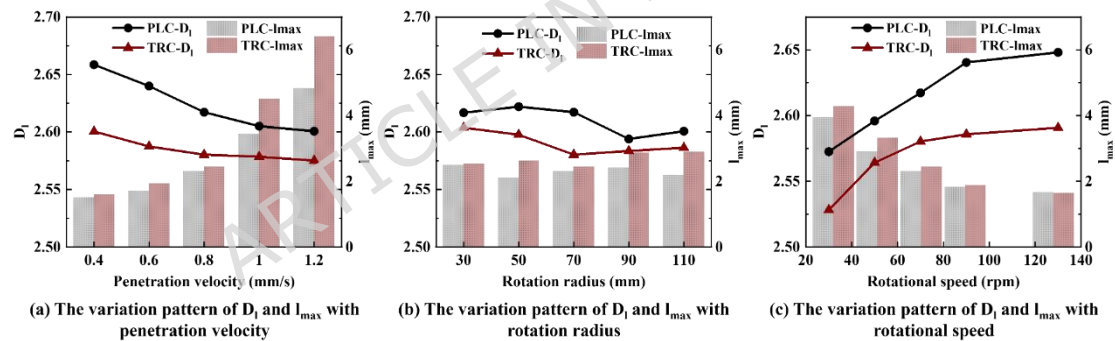 2.70
2.65
2.60
2.55
2.50
D_l
PLC-D_l
TRC-D_l
PLC-lmax
TRC-lmax
6
4
2
0
l_max (mm)
0.4 0.6 0.8 1 1.2
Penetration velocity (mm/s)
(a) The variation pattern of D_l and l_max with
penetration velocity
2.70
2.65
2.60
2.55
2.50
D_l
PLC-D_l
TRC-D_l
PLC-lmax
TRC-lmax
6
4
2
0
l_max (mm)
30 50 70 90 110
Rotation radius (mm)
(b) The variation pattern of D_l and l_max with
rotation radius
2.65
2.60
2.55
2.50
D_l
PLC-D_l
TRC-D_l
PLC-lmax
TRC-lmax
6
4
2
0
l_max (mm)
20 40 60 80 100 120 140
Rotational speed (rpm)
(c) The variation pattern of D_l and l_max with
rotational speed
ARTICLE IN